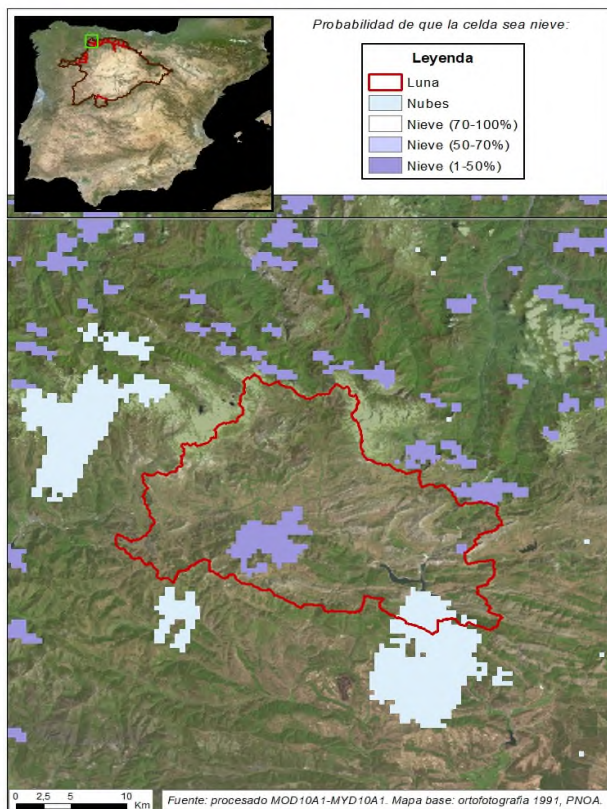 Probabilidad de que la celda sea nieve:
Leyenda
Luna
Nubes
Nieve (70-100%)
Nieve (50-70%)
Nieve (1-50%)
0 2,5 5 10
Km
Fuente: procesado MOD10A1-MYD10A1. Mapa base: ortofotografia 1991, PNOA